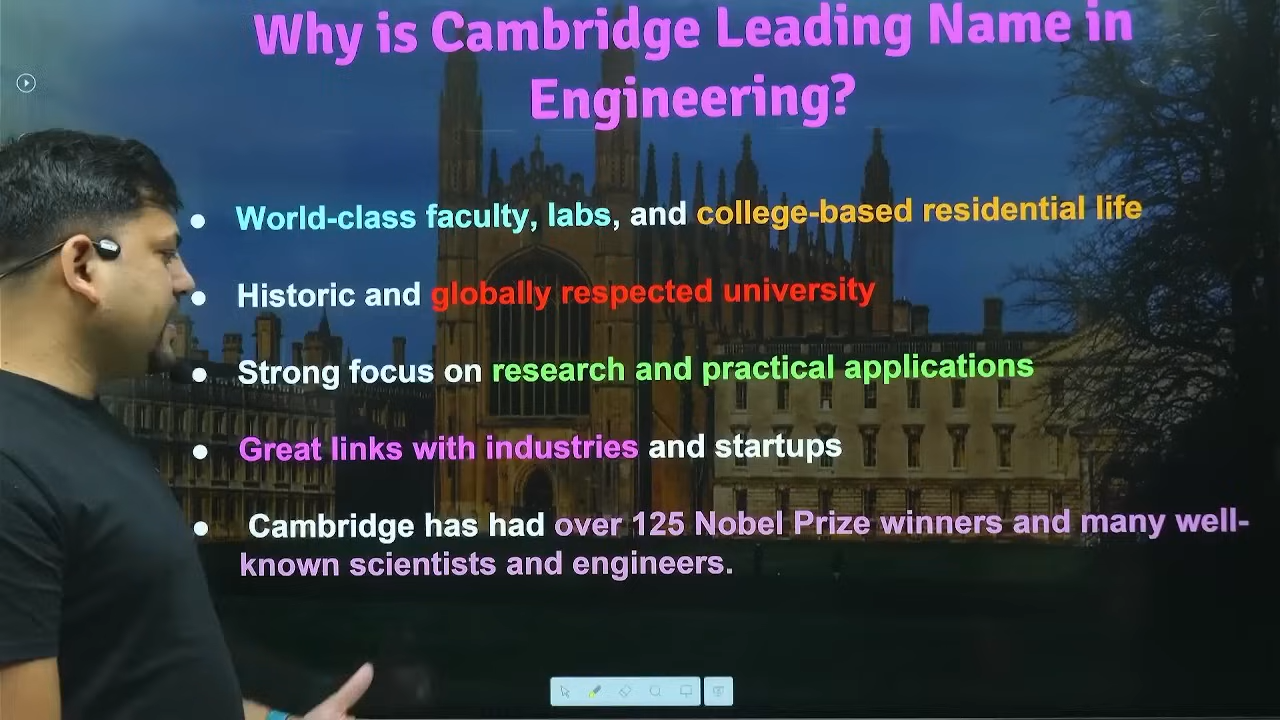 Why is Cambridge Leading Name in
Engineering?
World-class faculty, labs, and college-based residential life
Historic and globally respected university
Strong focus on research and practical applications
Great links with industries and startups
Cambridge has had over 125 Nobel Prize winners and many well-
known scientists and engineers.